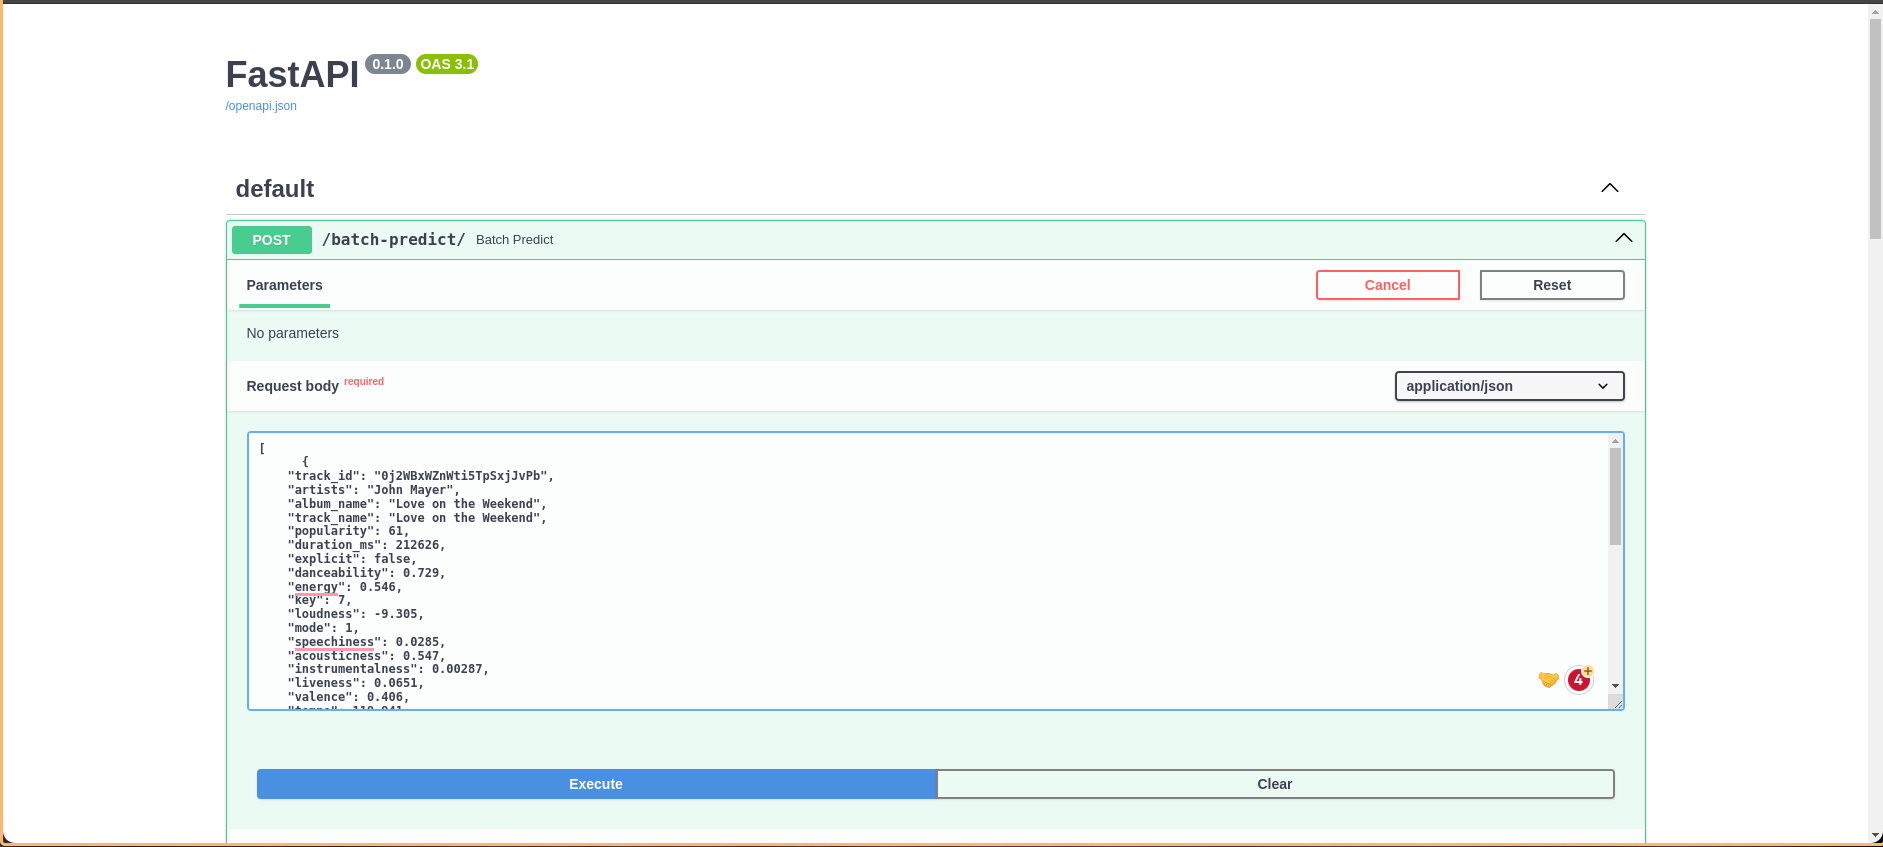 FastAPI 0.1.0 OAS 3.1
/openapi.json
default
POST /batch-predict/ Batch Predict
Parameters
Cancel
Reset
No parameters
Request body required
application/json
[
{
"track_id": "0j2WBxWZnWti5TpSxjJvPb",
"artists": "John Mayer",
"album_name": "Love on the Weekend",
"track_name": "Love on the Weekend",
"popularity": 61,
"duration_ms": 212626,
"explicit": false,
"danceability": 0.729,
"energy": 0.546,
"key": 7,
"loudness": -9.305,
"mode": 1,
"speechiness": 0.0285,
"acousticness": 0.547,
"instrumentalness": 0.00287,
"liveness": 0.0651,
"valence": 0.406,
4
Execute
Clear